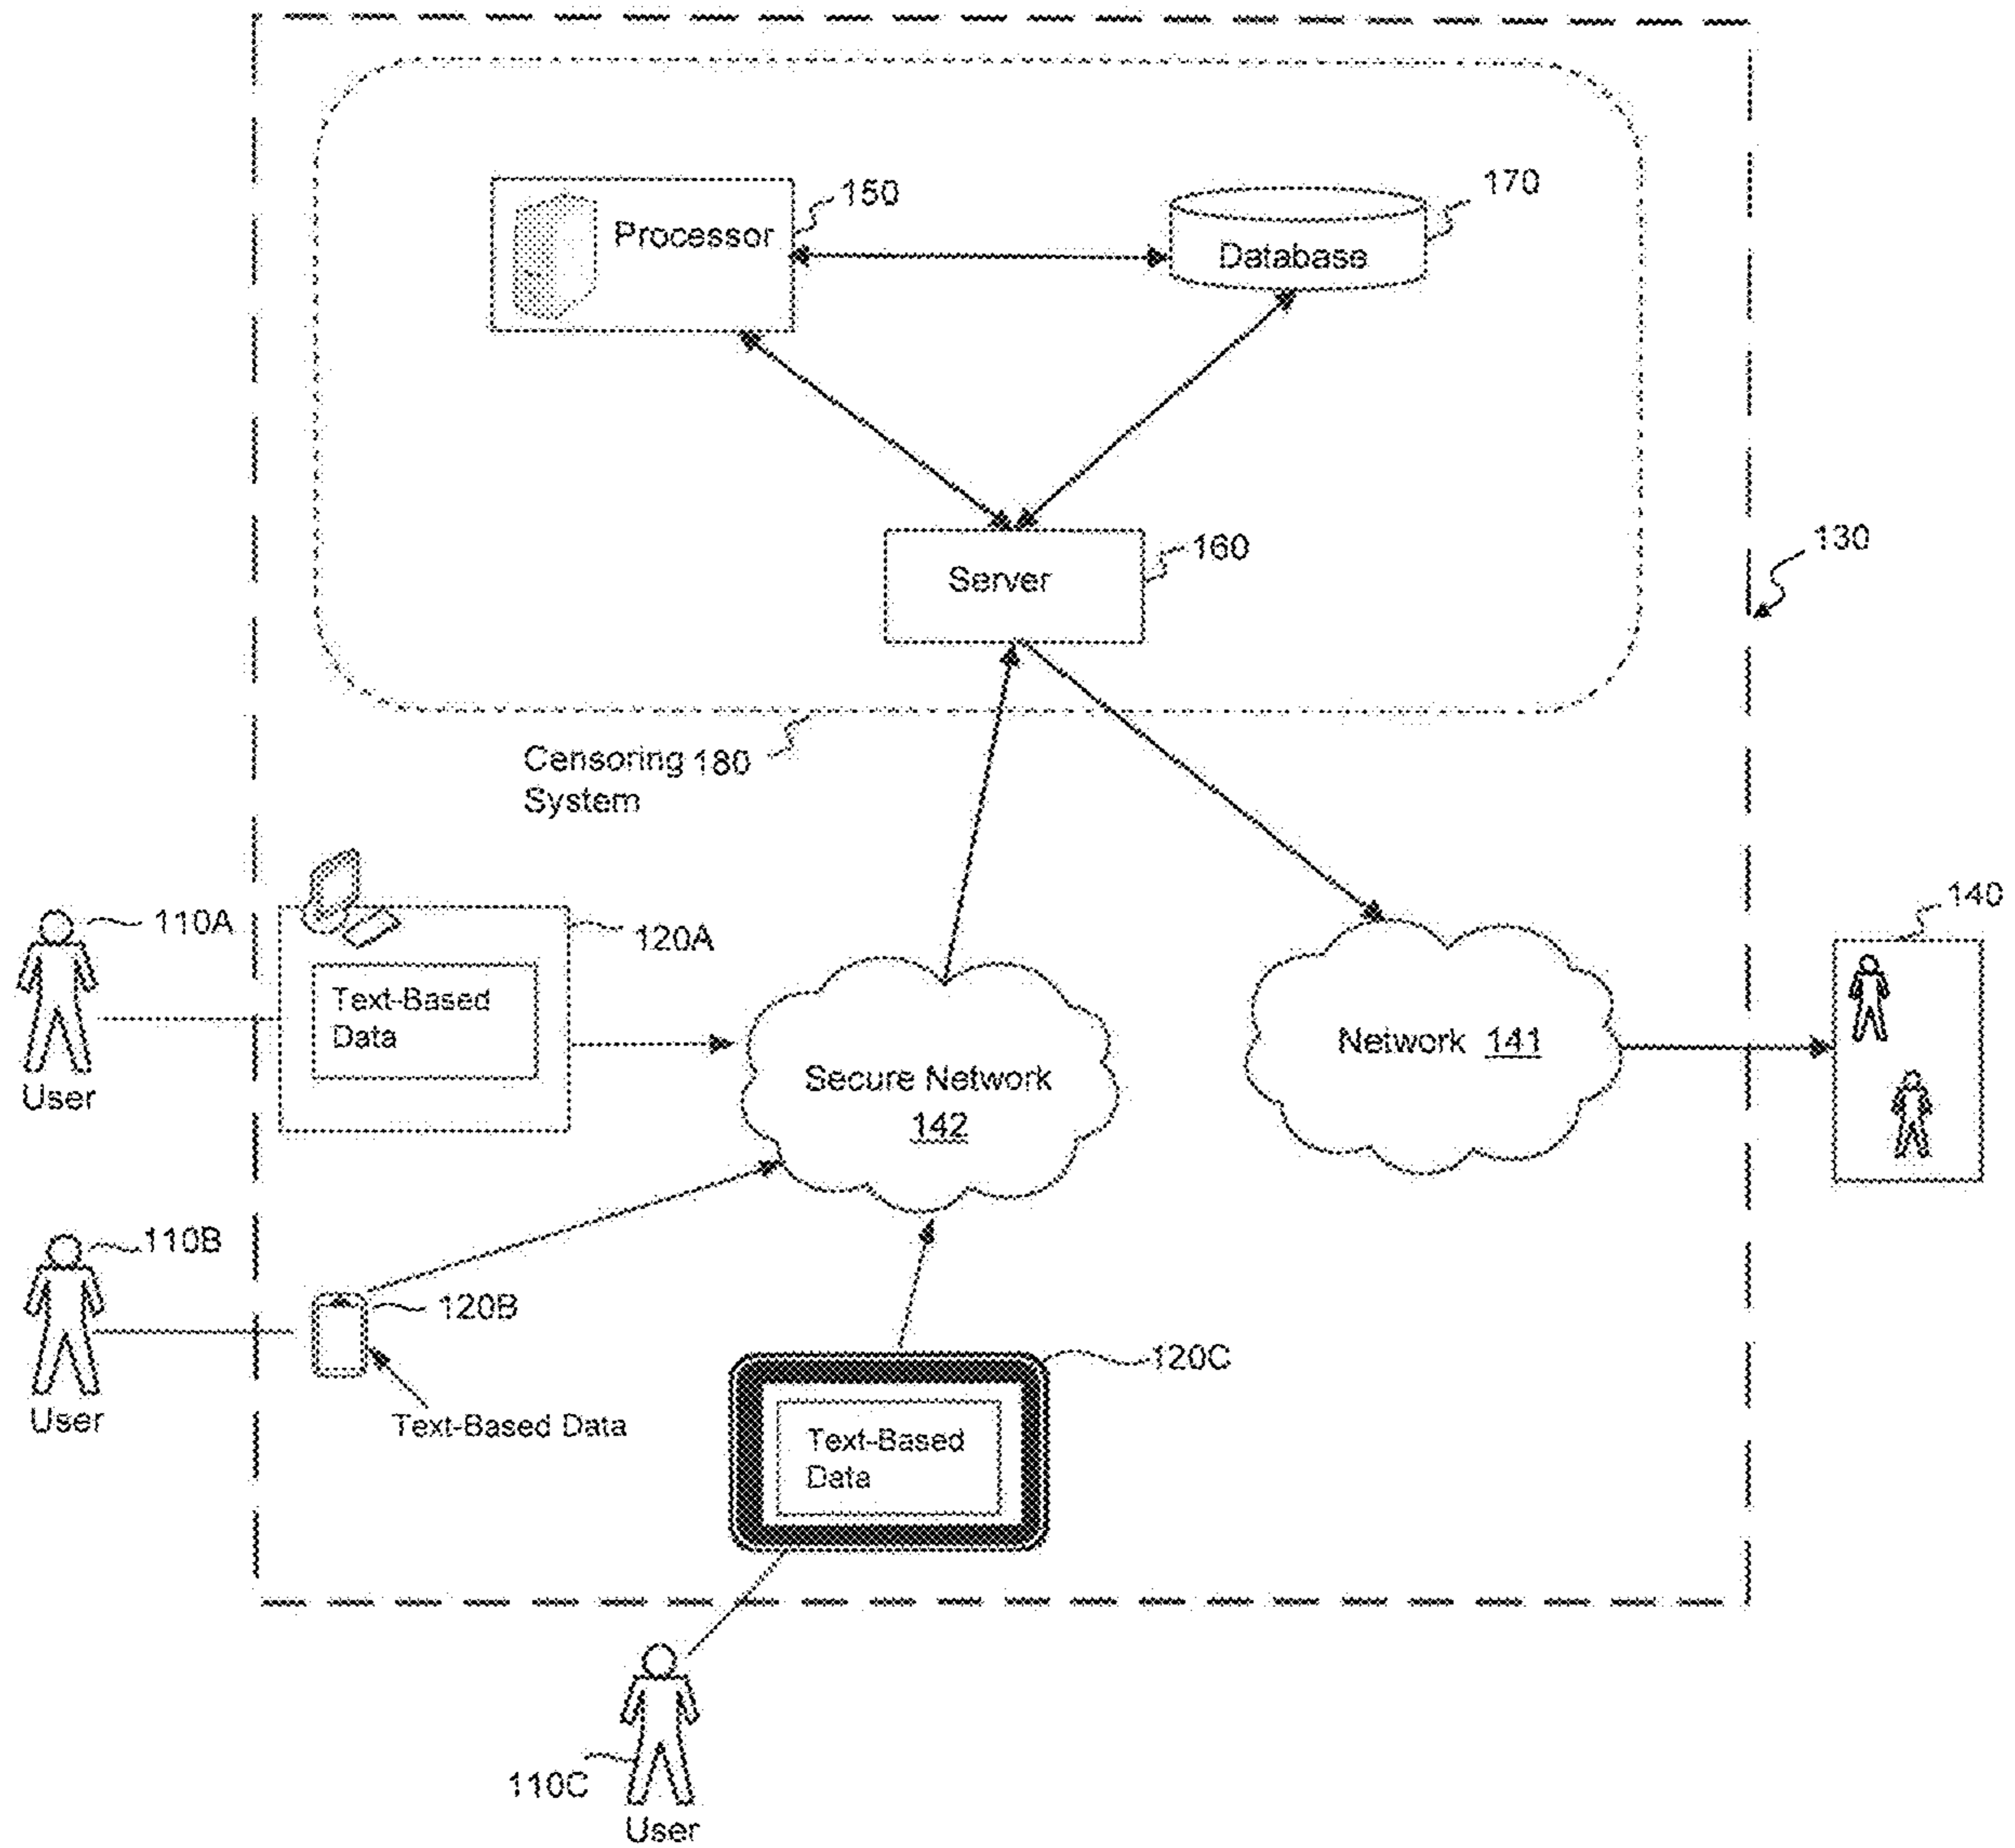 150
170
Processor
Database
160
130
Server
Censoring 180
System
140
110A
120A
Text-Based
Data
Network 141
Secure Network
142
User
110B
120B
120C
Text-Based Data
User
Text-Based
Data
110C
User